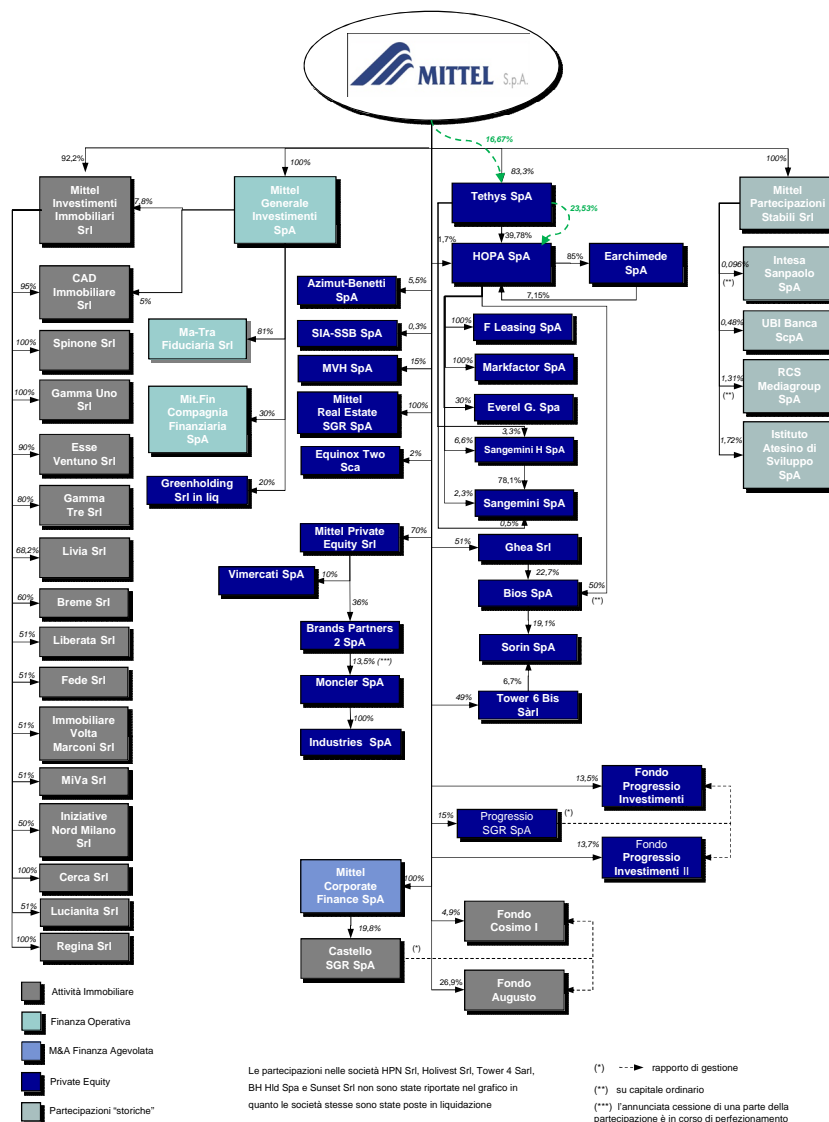 MITTEL S.p.A.
16,67%
92,2%
100%
83,3%
100%
Mittel
Investimenti
Immobiliari
Srl
7,8%
Mittel
Generale
Investimenti
SpA
Tethys SpA
23,53%
Mittel
Partecipazioni
Stabili Srl
39,78%
1,7%
HOPA SpA
85%
Earchimede
SpA
7,15%
95%
CAD
Immobiliare
Srl
5%
Azimut-Benetti
SpA
5,5%
0,096%
(**)
Intesa
Sanpaolo
SpA
100%
Spinone Srl
Ma-Tra
Fiduciaria Srl
81%
SIA-SSB SpA
0,3%
100%
F Leasing SpA
0,48%
UBI Banca
ScpA
MVH SpA
15%
100%
Markfactor SpA
100%
Gamma Uno
Srl
Mit.Fin
Compagnia
Finanziaria
SpA
30%
Mittel
Real Estate
SGR SpA
100%
30%
Everel G. Spa
1,31%
(**)
RCS
Mediagroup
SpA
90%
Esse
Ventuno Srl
Equinox Two
Sca
2%
3,3%
6,6%
Sangemini H SpA
1,72%
Istituto
Atesino di
Sviluppo
SpA
78,1%
80%
Gamma
Tre Srl
Greenholding
Srl in liq
20%
2,3%
Sangemini SpA
0,5%
68,2%
Livia Srl
Mittel Private
Equity Srl
70%
51%
Ghea Srl
22,7%
Vimercati SpA
10%
Bios SpA
50%
(**)
60%
Breme Srl
36%
19,1%
51%
Liberata Srl
Brands Partners
2 SpA
Sorin SpA
13,5% (***)
51%
Fede Srl
Moncler SpA
6,7%
49%
Tower 6 Bis
Sàrl
100%
51%
Immobiliare
Volta
Marconi Srl
Industries SpA
51%
MiVa Srl
13,5%
Fondo
Progressio
Investimenti
50%
Iniziative
Nord Milano
Srl
15%
Progressio
SGR SpA
(*)
13,7%
Fondo
Progressio
Investimenti II
100%
Cerca Srl
Mittel
Corporate
Finance SpA
100%
51%
Lucianita Srl
19,8%
4,9%
Fondo
Cosimo I
100%
Regina Srl
Castello
SGR SpA
(*)
26,9%
Fondo
Augusto
Attività Immobiliare
Finanza Operativa
M&A Finanza Agevolata
Private Equity
Partecipazioni "storiche"
Le partecipazioni nelle società HPN Srl, Holivest Srl, Tower 4 Sarl,
BH Hld Spa e Sunset Srl non sono state riportate nel grafico in
quanto le società stesse sono state poste in liquidazione
(*) rapporto di gestione
(**) su capitale ordinario
(***) l'annunciata cessione di una parte della
partecipazione è in corso di perfezionamento